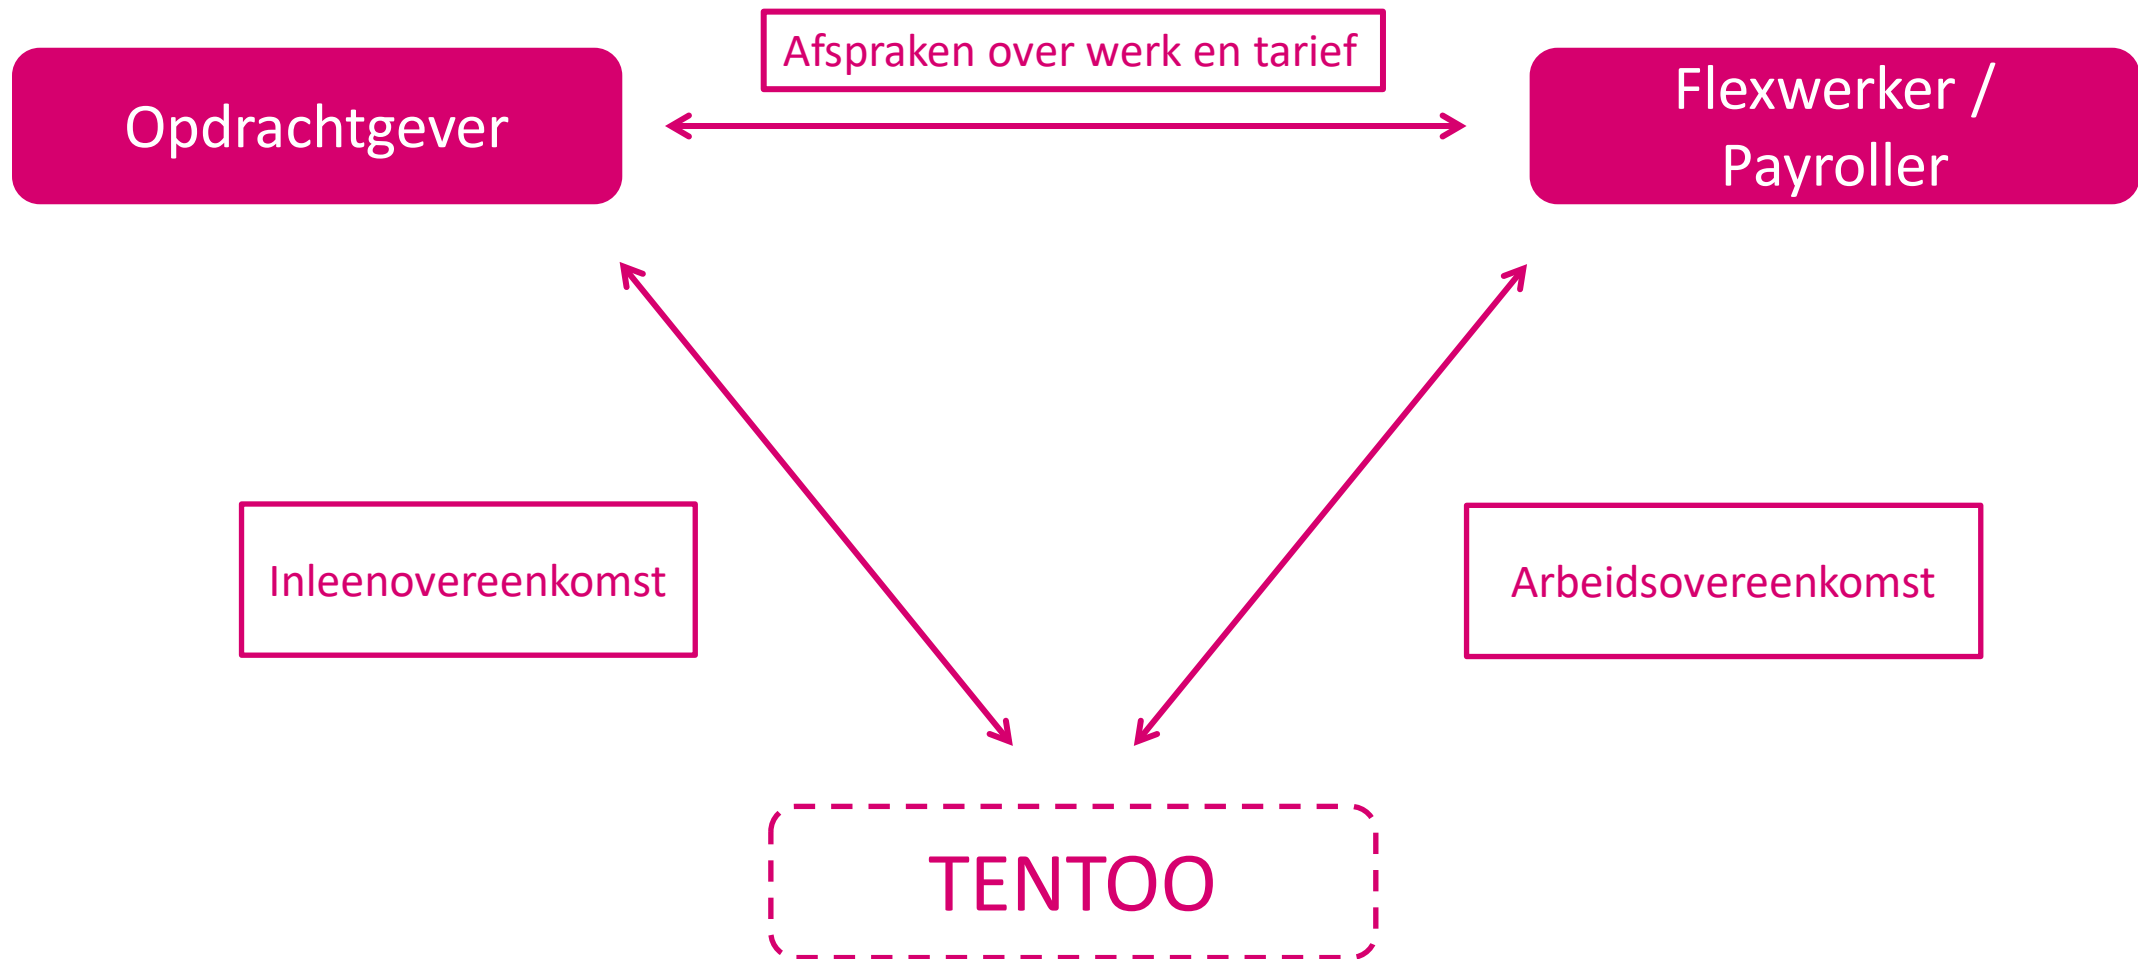 Afspraken over werk en tarief
Opdrachtgever
Flexwerker /
Payroller
Inleenovereenkomst
Arbeidsovereenkomst
TENTOO